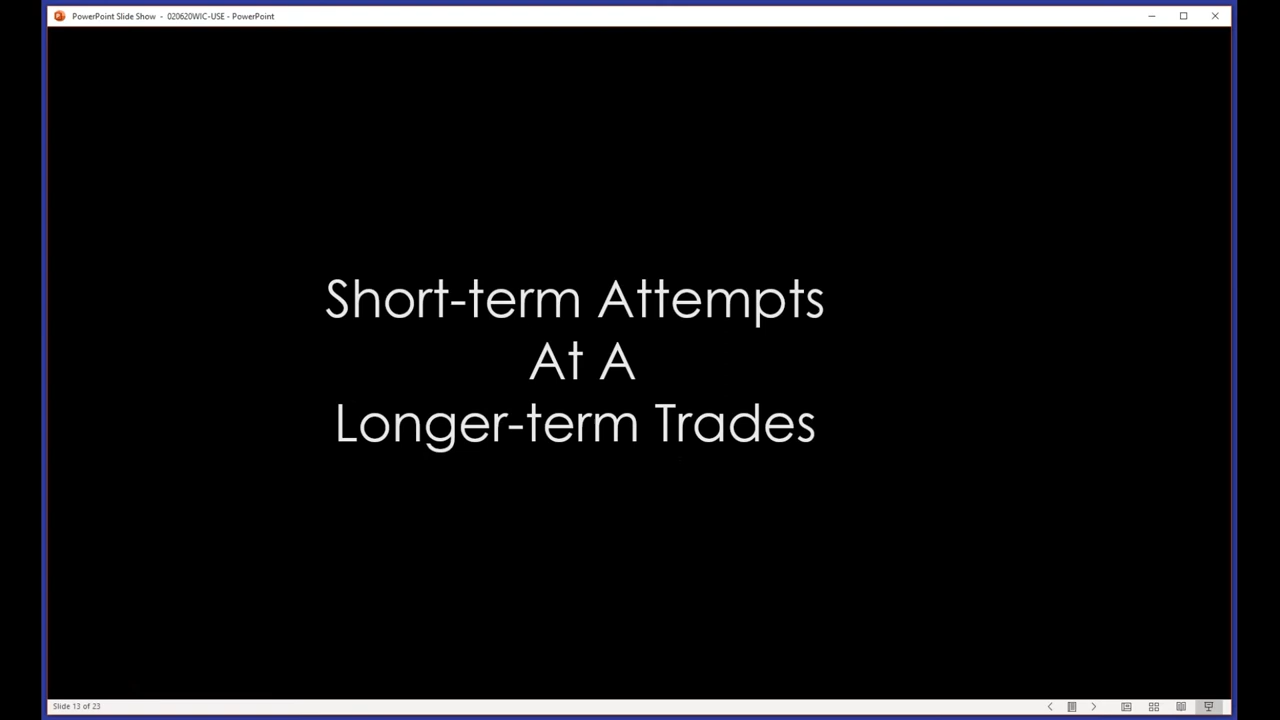 PowerPoint Slide Show - 020620WIC-USE - PowerPoint
Short-term Attempts
At A
Longer-term Trades
Slide 13 of 23